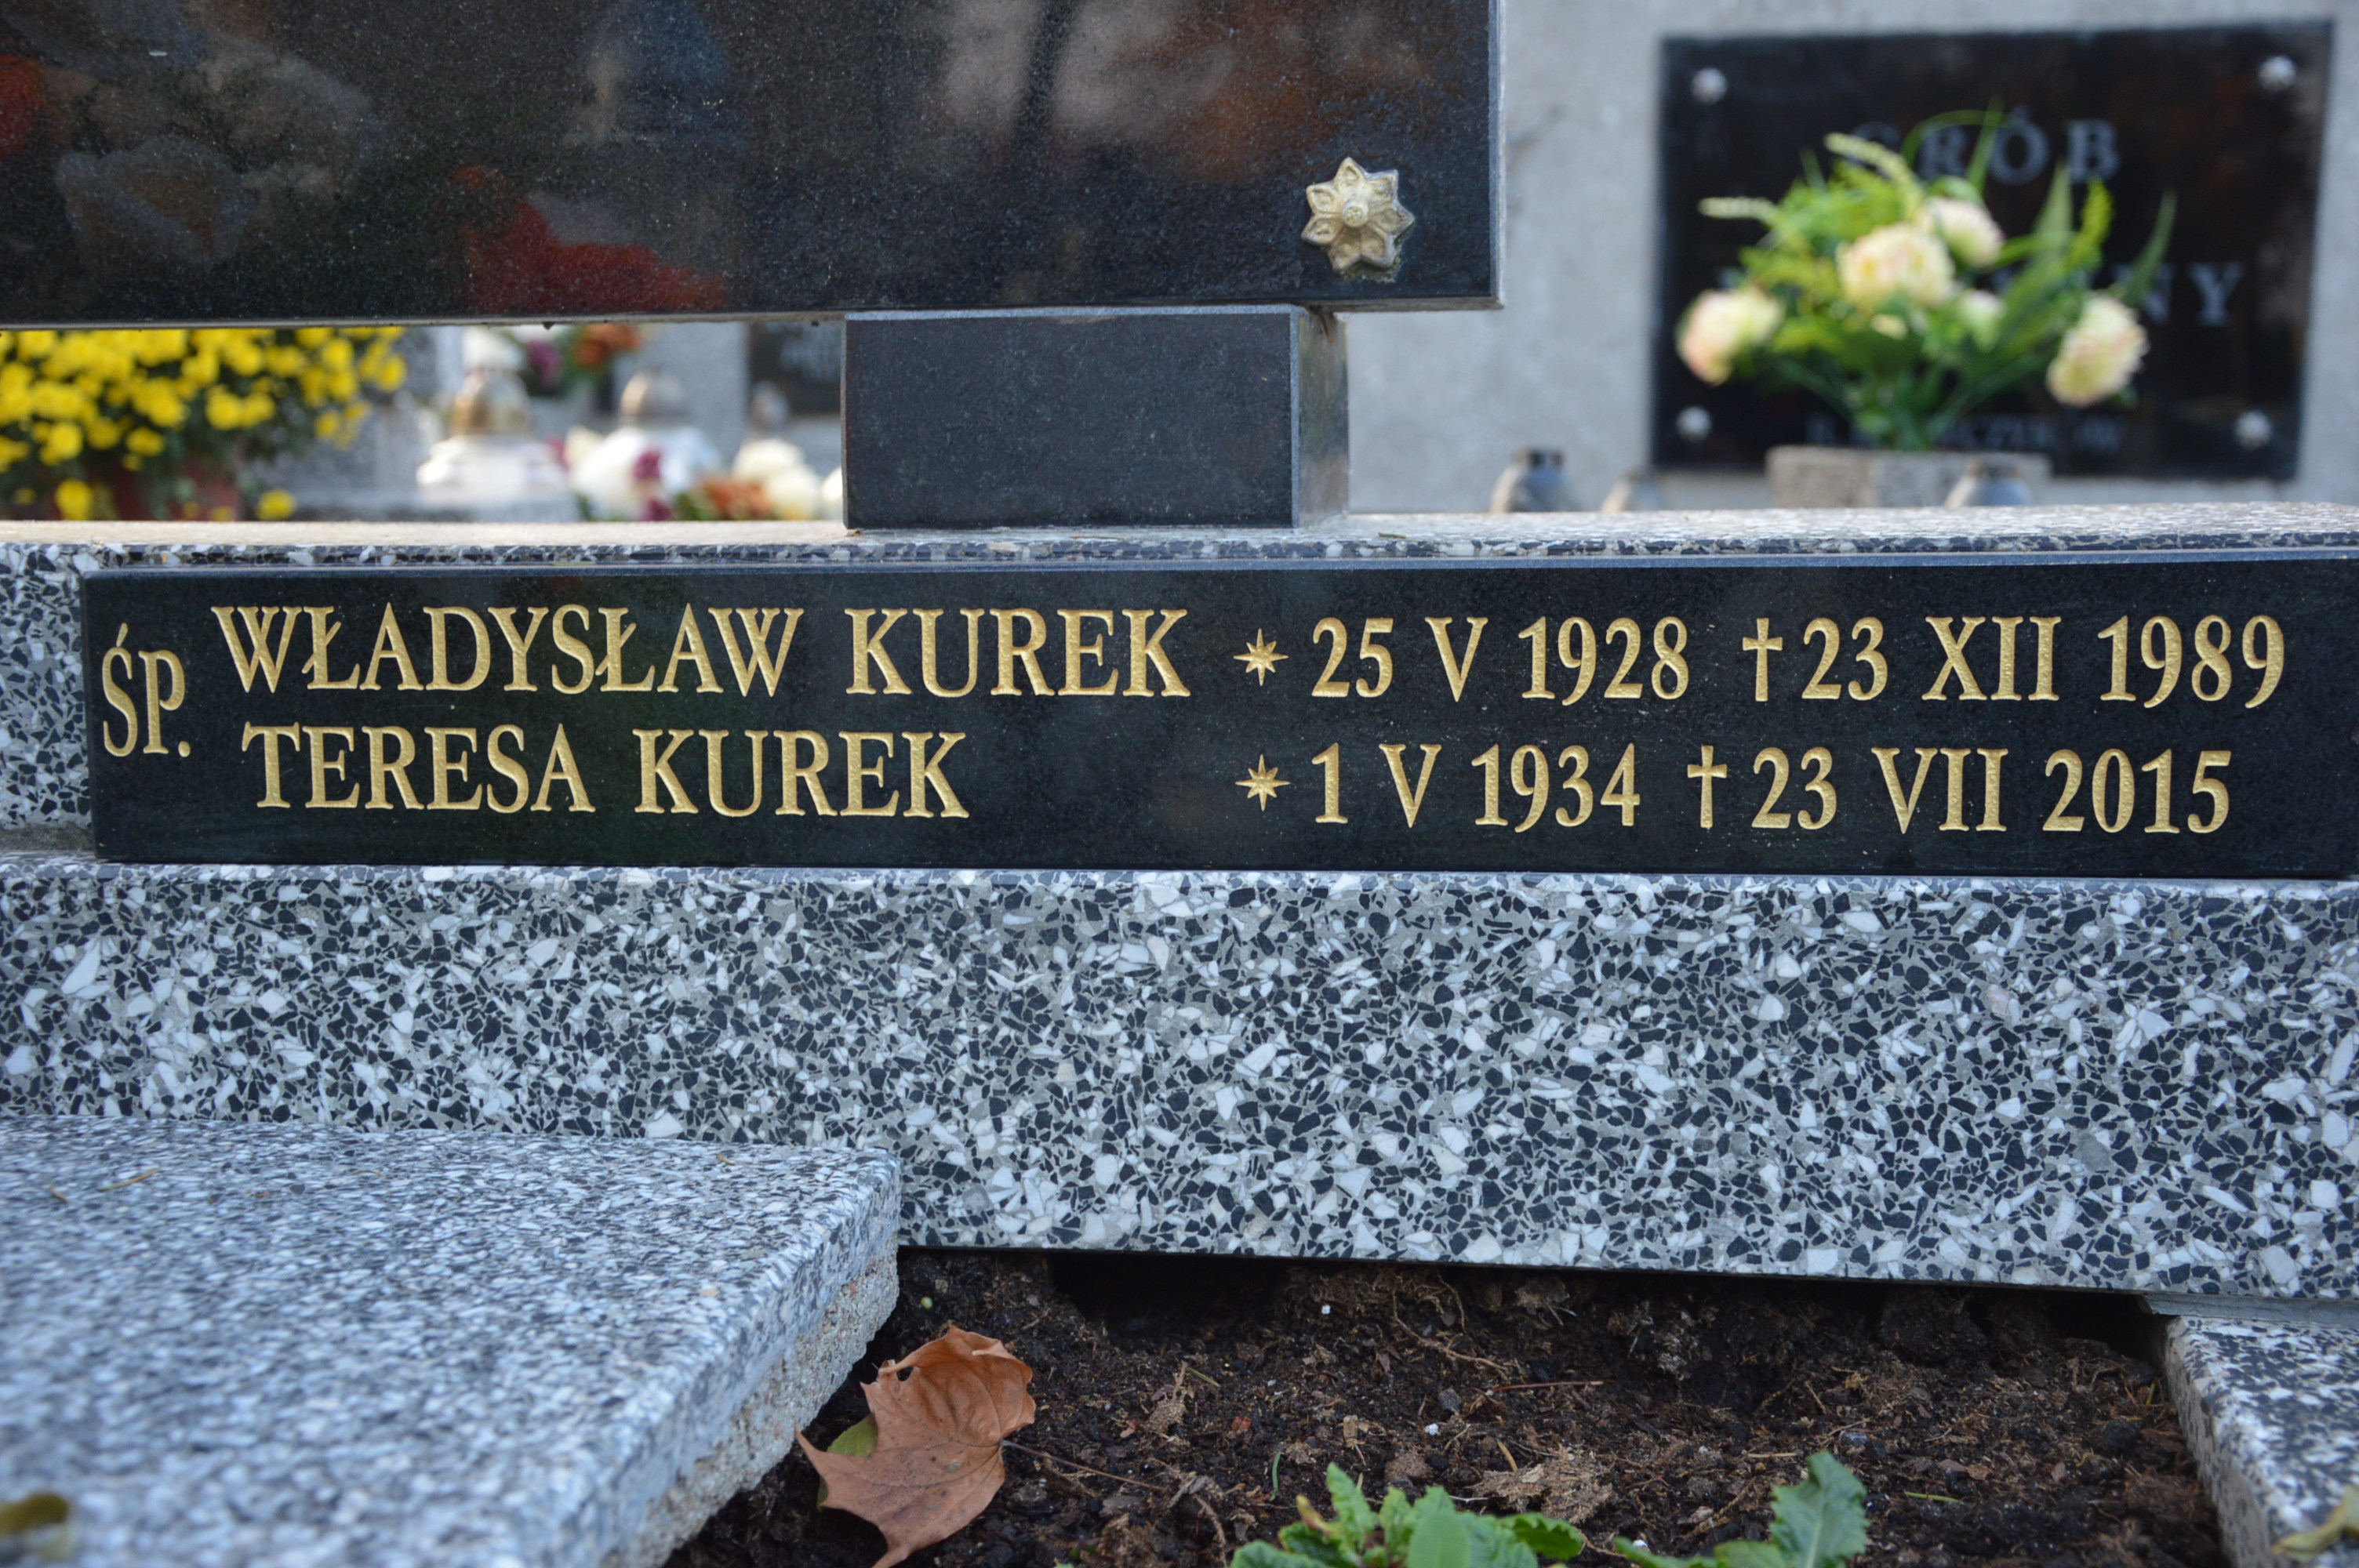 GRÓB
ŚP.
WŁADYSŁAW KUREK * 25 V 1928 † 23 XII 1989
TERESA KUREK * 1 V 1934 † 23 VII 2015